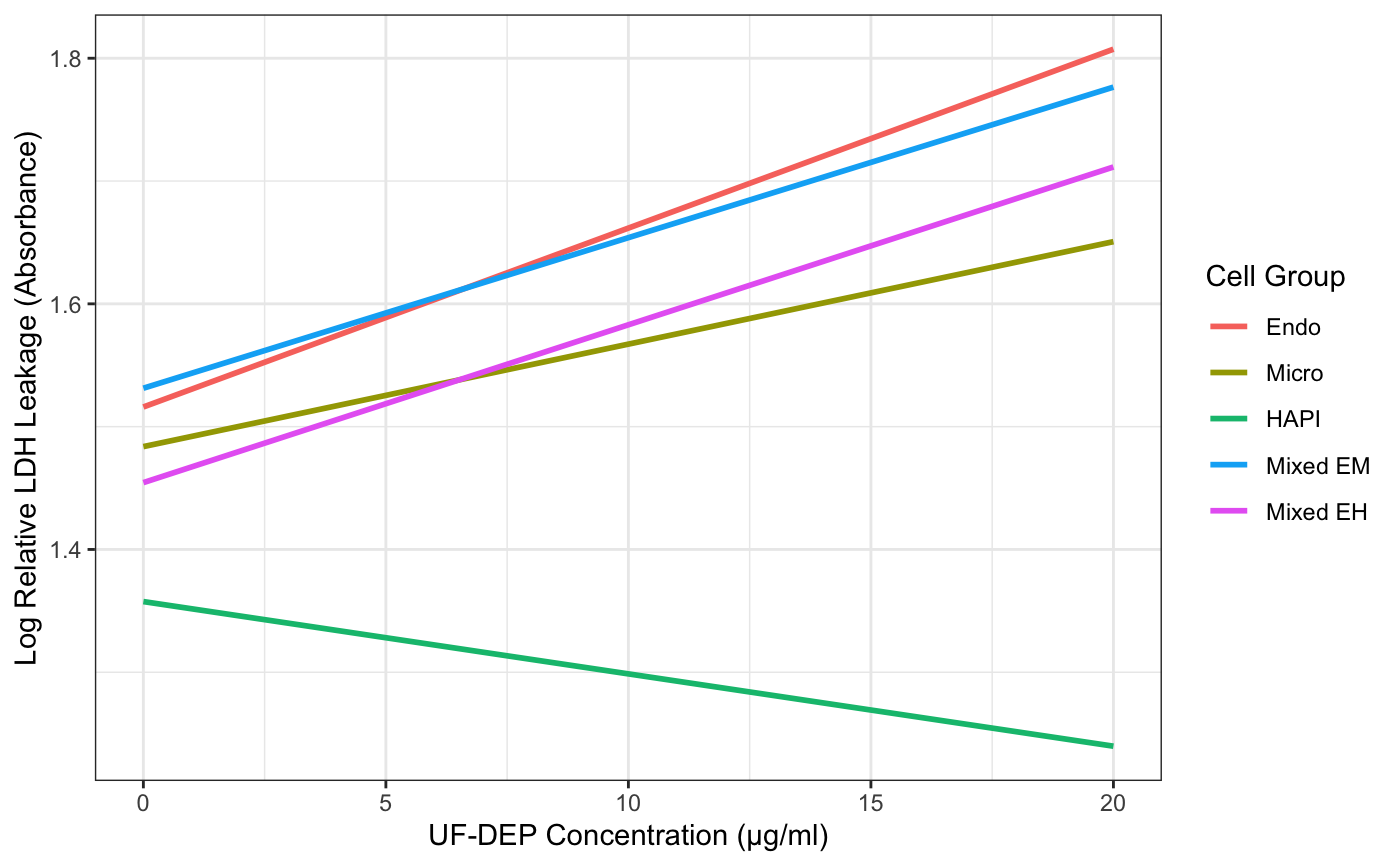 Log Relative LDH Leakage (Absorbance)
1.8
1.6
1.4
0 5 10 15 20
UF-DEP Concentration (μg/ml)
Cell Group
Endo
Micro
HAPI
Mixed EM
Mixed EH